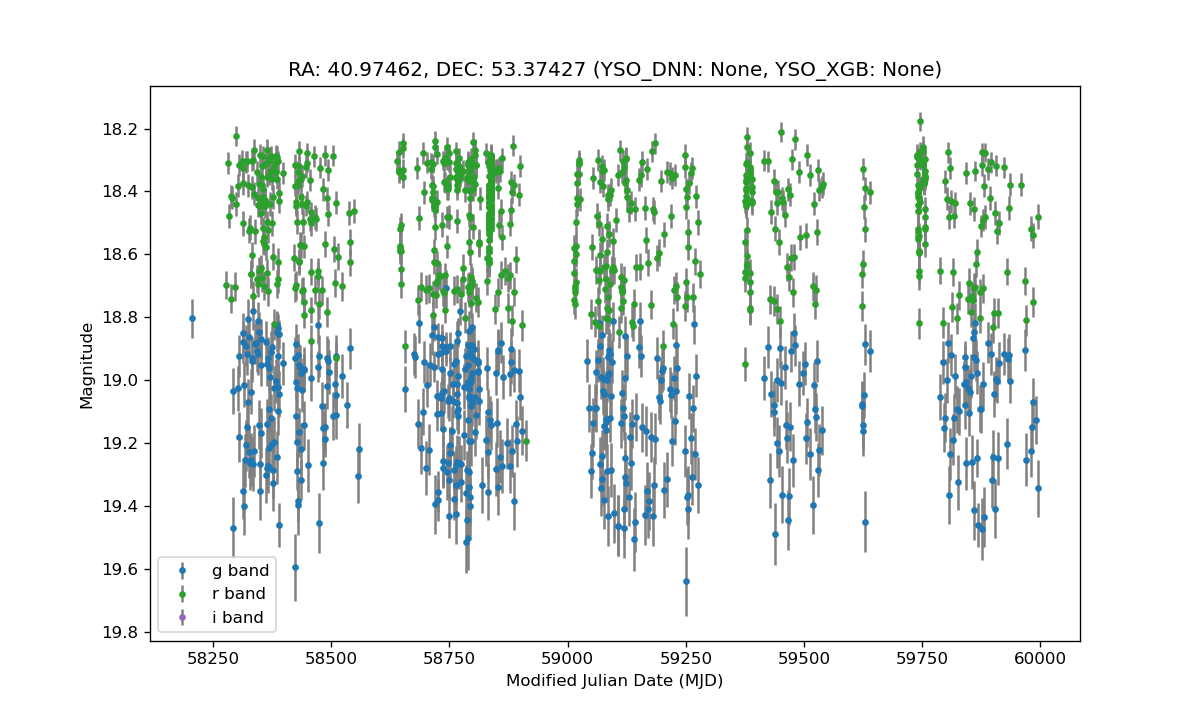 RA: 40.97462, DEC: 53.37427 (YSO_DNN: None, YSO_XGB: None)
18.2
18.4
18.6
18.8
19.0
19.2
19.4
19.6
19.8
Magnitude
g band
r band
i band
58250 58500 58750 59000 59250 59500 59750 60000
Modified Julian Date (MJD)